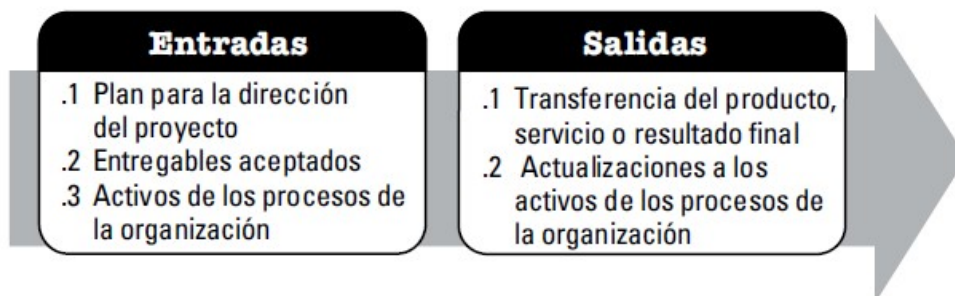 Entradas
.1 Plan para la dirección
del proyecto
.2 Entregables aceptados
.3 Activos de los procesos de
la organización
Salidas
.1 Transferencia del producto,
servicio o resultado final
.2 Actualizaciones a los
activos de los procesos de
la organización